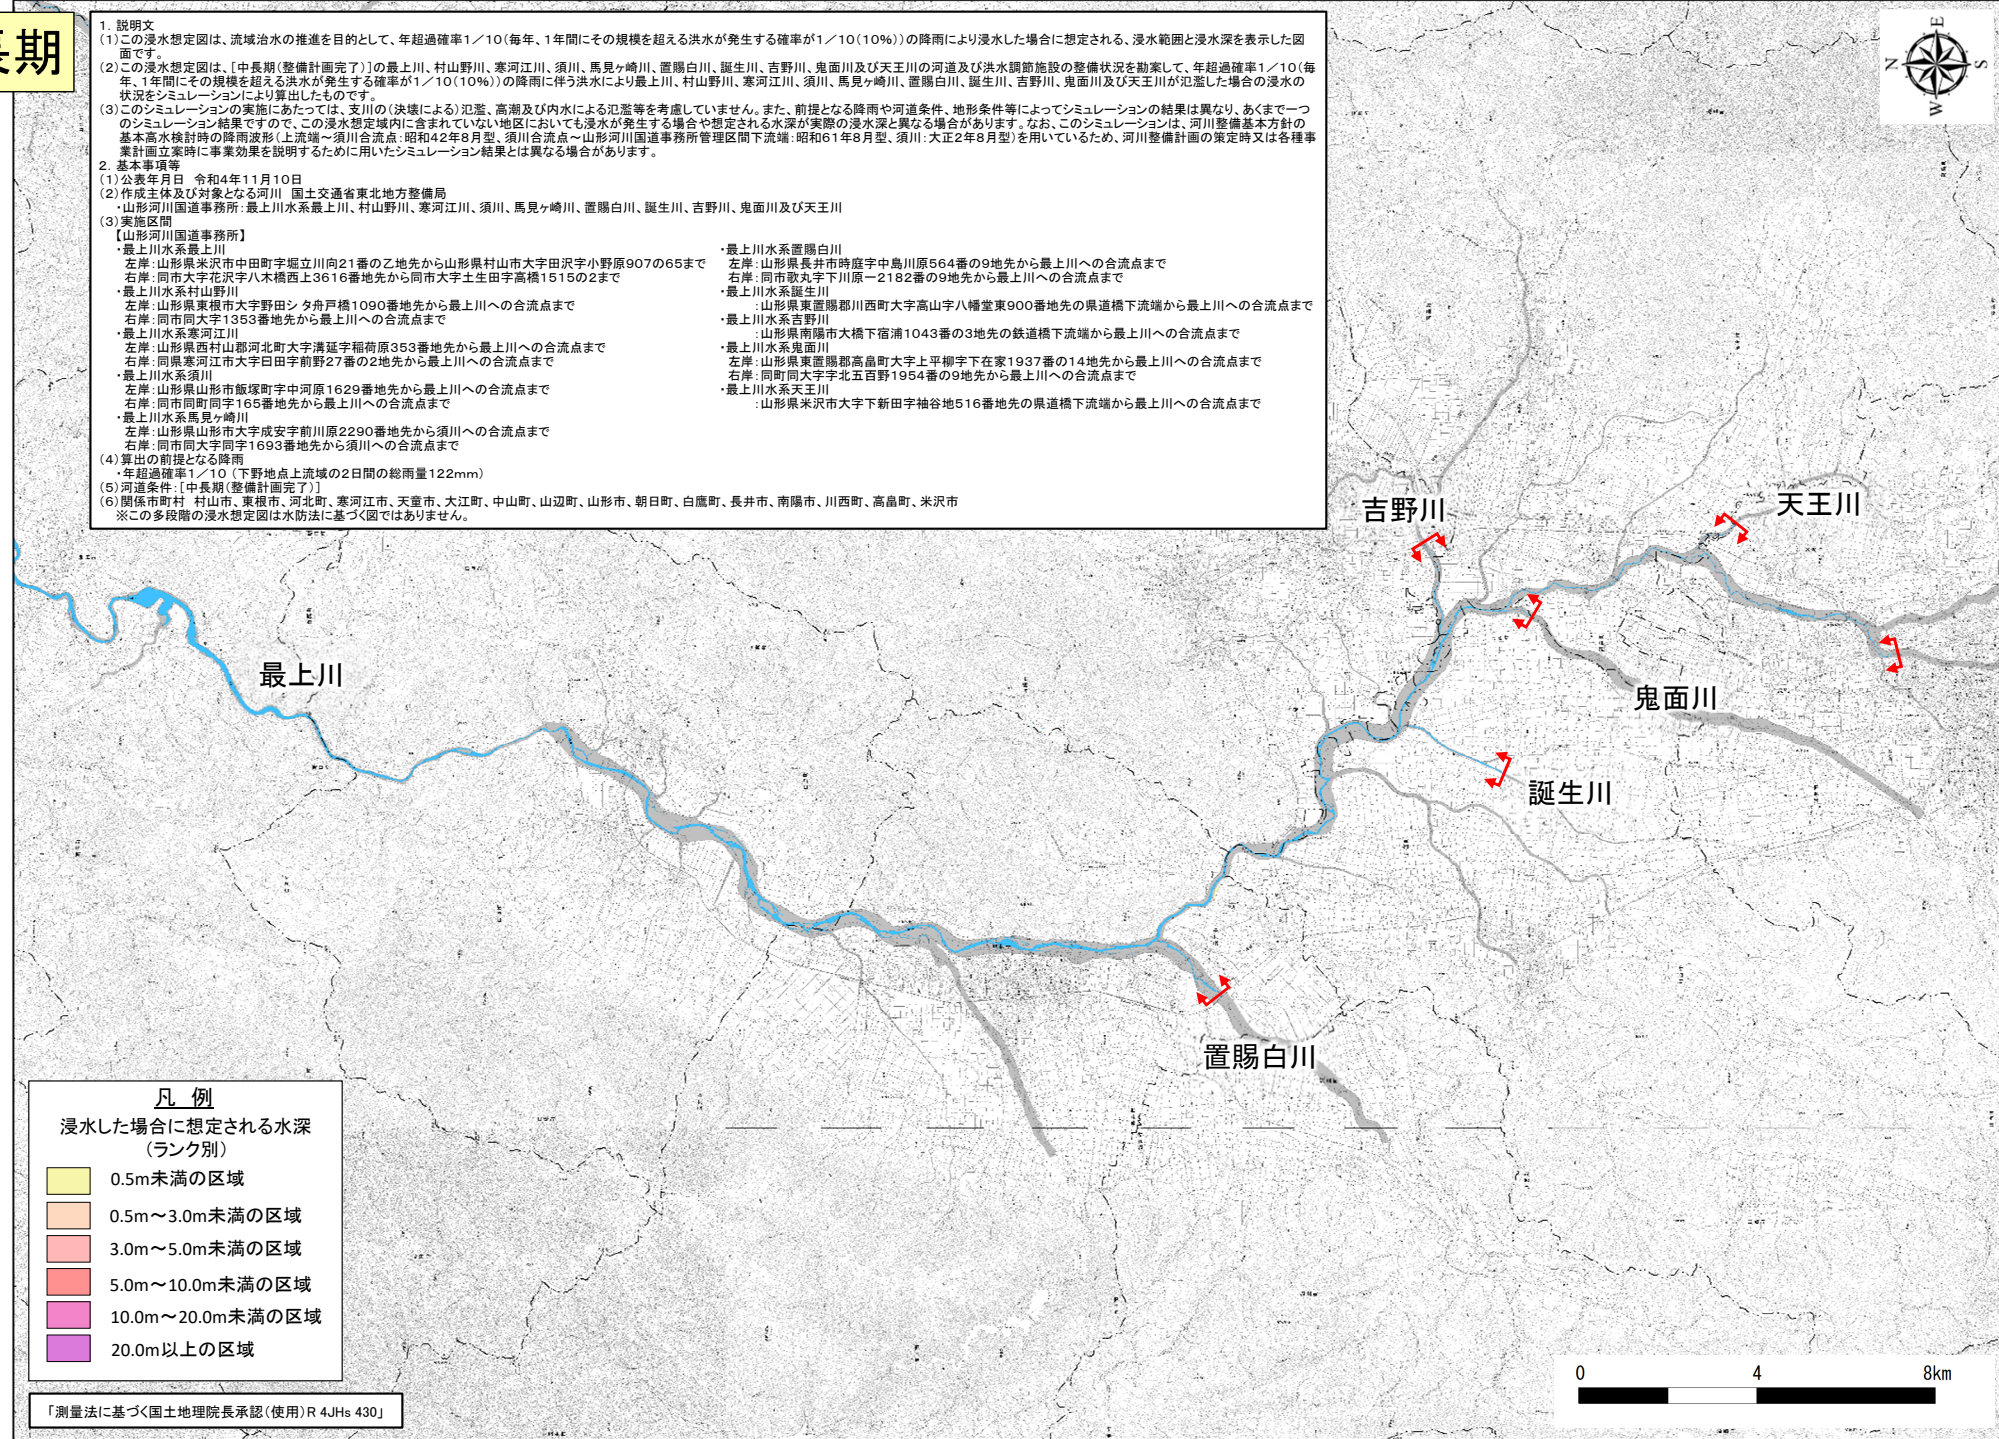 長期
1. 説明文
(1)この浸水想定図は、流域治水の推進を目的として、年超過確率1/10(毎年、1年間にその規模を超える洪水が発生する確率が1/10(10%))の降雨により浸水した場合に想定される、浸水範囲と浸水深を表示した図
面です。
(2)この浸水想定図は、[中長期(整備計画完了)]の最上川、村山野川、寒河江川、須川、馬見ヶ崎川、置賜白川、誕生川、吉野川、鬼面川及び天王川の河道及び洪水調節施設の整備状況を勘案して、年超過確率1/10(毎
年、1年間にその規模を超える洪水が発生する確率が1/10(10%))の降雨に伴う洪水により最上川、村山野川、寒河江川、須川、馬見ヶ崎川、置賜白川、誕生川、吉野川、鬼面川及び天王川が氾濫した場合の浸水の
状況をシミュレーションにより算出したものです。
(3)このシミュレーションの実施にあたっては、支川の(決壊による)氾濫、高潮及び内水による氾濫等を考慮していません。また、前提となる降雨や河道条件、地形条件等によってシミュレーションの結果は異なり、あくまで一つ
のシミュレーション結果ですので、この浸水想定域内に含まれていない地区においても浸水が発生する場合や想定される水深が実際の浸水深と異なる場合があります。なお、このシミュレーションは、河川整備基本方針の
基本高水検討時の降雨波形(上流端~須川合流点:昭和42年8月型、須川合流点~山形河川国道事務所管理区間下流端:昭和61年8月型、須川:大正2年8月型)を用いているため、河川整備計画の策定時又は各種事
業計画立案時に事業効果を説明するために用いたシミュレーション結果とは異なる場合があります。
2. 基本事項等
(1)公表年月日 令和4年11月10日
(2)作成主体及び対象となる河川 国土交通省東北地方整備局
・山形河川国道事務所:最上川水系最上川、村山野川、寒河江川、須川、馬見ヶ崎川、置賜白川、誕生川、吉野川、鬼面川及び天王川
(3)実施区間
【山形河川国道事務所】
・最上川水系最上川
左岸:山形県米沢市中田町字堀立川向21番の乙地先から山形県村山市大字田沢字小野原907の65まで
右岸:同市大字花沢字八木橋西上3616番地先から同市大字土生田字高橋1515の2まで
・最上川水系村山野川
左岸:山形県東根市大字野田シタ舟戸橋1090番地先から最上川への合流点まで
右岸:同市同大字1353番地先から最上川への合流点まで
・最上川水系寒河江川
左岸:山形県西村山郡河北町大字溝延字稲荷原353番地先から最上川への合流点まで
右岸:同県寒河江市大字日田字前野27番の2地先から最上川への合流点まで
・最上川水系須川
左岸:山形県山形市飯塚町字中河原1629番地先から最上川への合流点まで
右岸:同市同町同字165番地先から最上川への合流点まで
・最上川水系馬見ヶ崎川
左岸:山形県山形市大字成安字前川原2290番地先から須川への合流点まで
右岸:同市同大字同字1693番地先から須川への合流点まで
・最上川水系置賜白川
左岸:山形県長井市時庭字中島川原564番の9地先から最上川への合流点まで
右岸:同市歌丸字下川原一2182番の9地先から最上川への合流点まで
・最上川水系誕生川
:山形県東置賜郡川西町大字高山字八幡堂東900番地先の県道橋下流端から最上川への合流点まで
・最上川水系吉野川
:山形県南陽市大橋下宿浦1043番の3地先の鉄道橋下流端から最上川への合流点まで
・最上川水系鬼面川
左岸:山形県東置賜郡高畠町大字上平柳字下在家1937番の14地先から最上川への合流点まで
右岸:同町同大字字北五百野1954番の9地先から最上川への合流点まで
・最上川水系天王川
:山形県米沢市大字下新田字袖谷地516番地先の県道橋下流端から最上川への合流点まで
(4)算出の前提となる降雨
・年超過確率1/10 (下野地点上流域の2日間の総雨量122mm)
(5)河道条件:[中長期(整備計画完了)]
(6)関係市町村 村山市、東根市、河北町、寒河江市、天童市、大江町、中山町、山辺町、山形市、朝日町、白鷹町、長井市、南陽市、川西町、高畠町、米沢市
※この多段階の浸水想定図は水防法に基づく図ではありません。
N
E
S
W
吉野川
天王川
最上川
鬼面川
誕生川
置賜白川
凡 例
浸水した場合に想定される水深
(ランク別)
0.5m未満の区域
0.5m~3.0m未満の区域
3.0m~5.0m未満の区域
5.0m~10.0m未満の区域
10.0m~20.0m未満の区域
20.0m以上の区域
「測量法に基づく国土地理院長承認(使用)R 4JHs 430」
0 4 8km